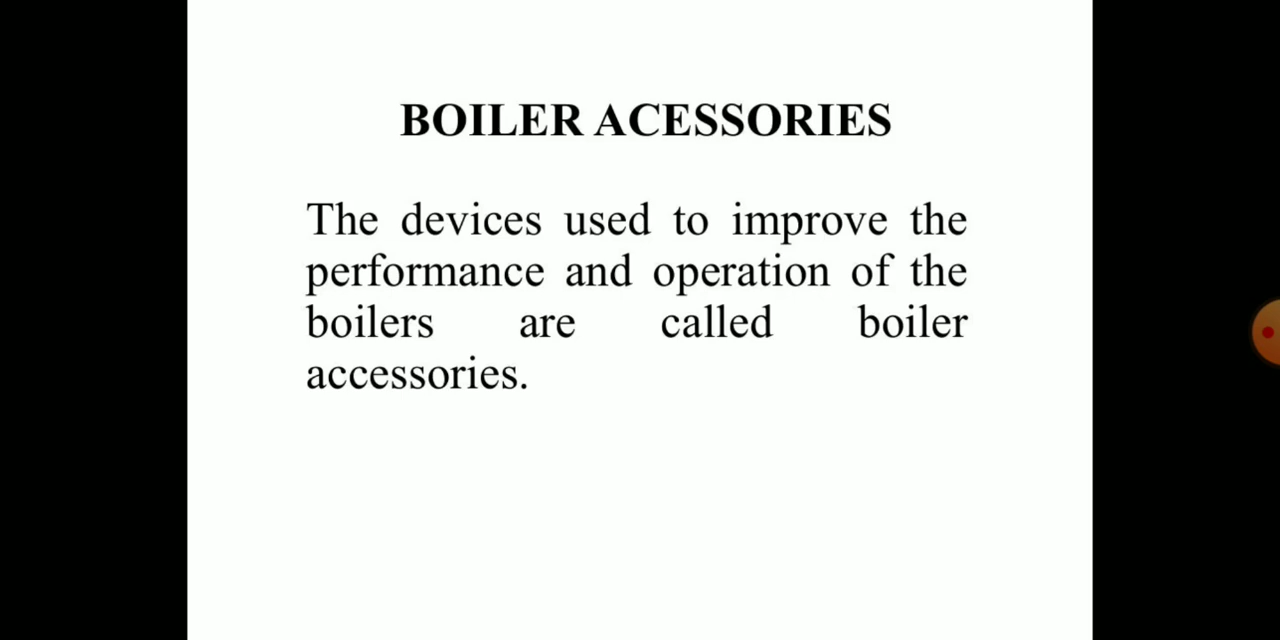 BOILER ACESSORIES
The devices used to improve the
performance and operation of the
boilers are called boiler
accessories.